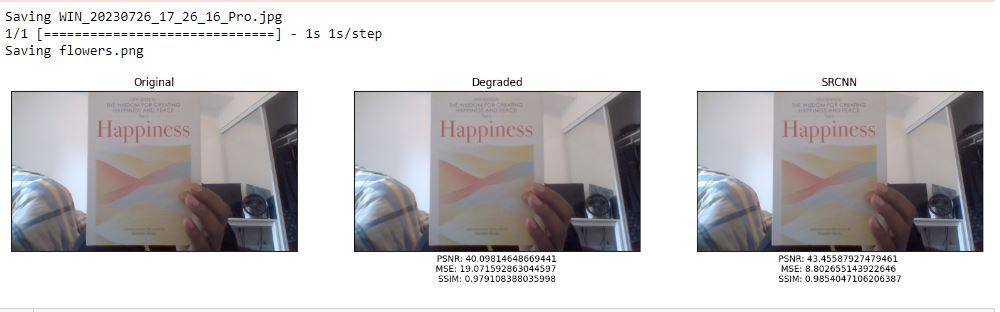 Saving WIN_20230726_17_26_16_Pro.jpg
1/1 [==============================] - 1s 1s/step
Saving flowers.png
Original
Degraded
SRCNN
THE WISDOM FOR CREATING
HAPPINESS AND PEACE
Happiness
THE WISDOM FOR CREATING
HAPPINESS AND PEACE
Happiness
THE WISDOM FOR CREATING
HAPPINESS AND PEACE
Happiness
PSNR: 40.09814648669441
MSE: 19.071592863044597
SSIM: 0.979108388035998
PSNR: 43.45587927479461
MSE: 8.802655143922646
SSIM: 0.9854047106206387